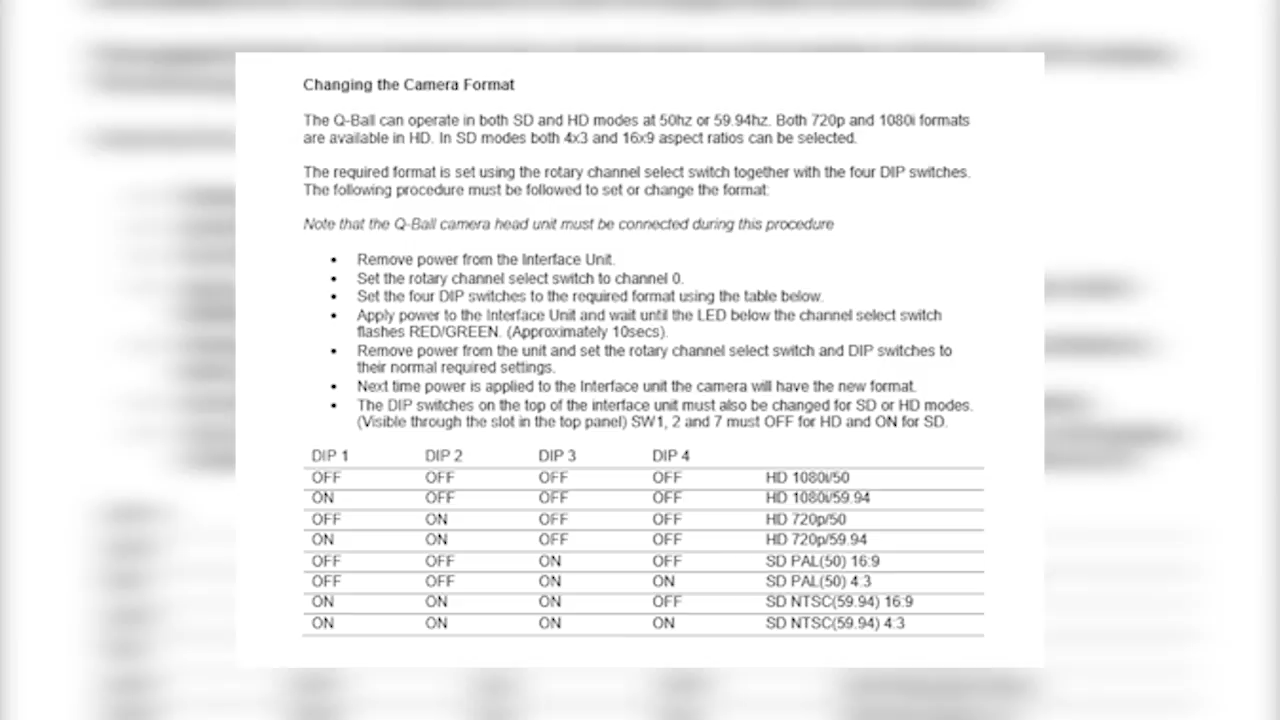 Changing the Camera Format
The Q-Ball can operate in both SD and HD modes at 50hz or 59.94hz. Both 720p and 1080i formats
are available in HD. In SD modes both 4x3 and 16x9 aspect ratios can be selected.
The required format is set using the rotary channel select switch together with the four DIP switches.
The following procedure must be followed to set or change the format:
Note that the Q-Ball camera head unit must be connected during this procedure
• Remove power from the Interface Unit.
• Set the rotary channel select switch to channel 0.
• Set the four DIP switches to the required format using the table below.
• Apply power to the Interface Unit and wait until the LED below the channel select switch
flashes RED/GREEN. (Approximately 10secs).
• Remove power from the unit and set the rotary channel select switch and DIP switches to
their normal required settings.
• Next time power is applied to the Interface unit the camera will have the new format.
• The DIP switches on the top of the interface unit must also be changed for SD or HD modes.
(Visible through the slot in the top panel) SW1, 2 and 7 must OFF for HD and ON for SD.
DIP 1 DIP 2 DIP 3 DIP 4
OFF OFF OFF OFF HD 1080i/50
ON OFF OFF OFF HD 1080i/59.94
OFF ON OFF OFF HD 720p/50
ON ON OFF OFF HD 720p/59.94
OFF OFF ON OFF SD PAL(50) 16:9
OFF OFF ON ON SD PAL(50) 4:3
ON ON ON OFF SD NTSC(59.94) 16:9
ON ON ON ON SD NTSC(59.94) 4:3